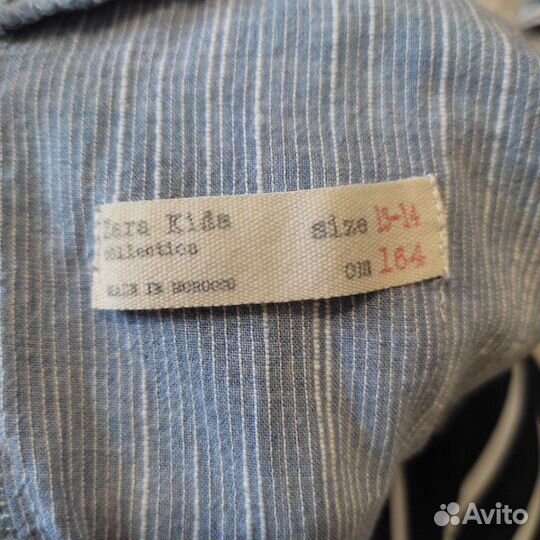 Zara Kids
collection
MADE IN MOROCCO
size 13-14
cm 164
Avito